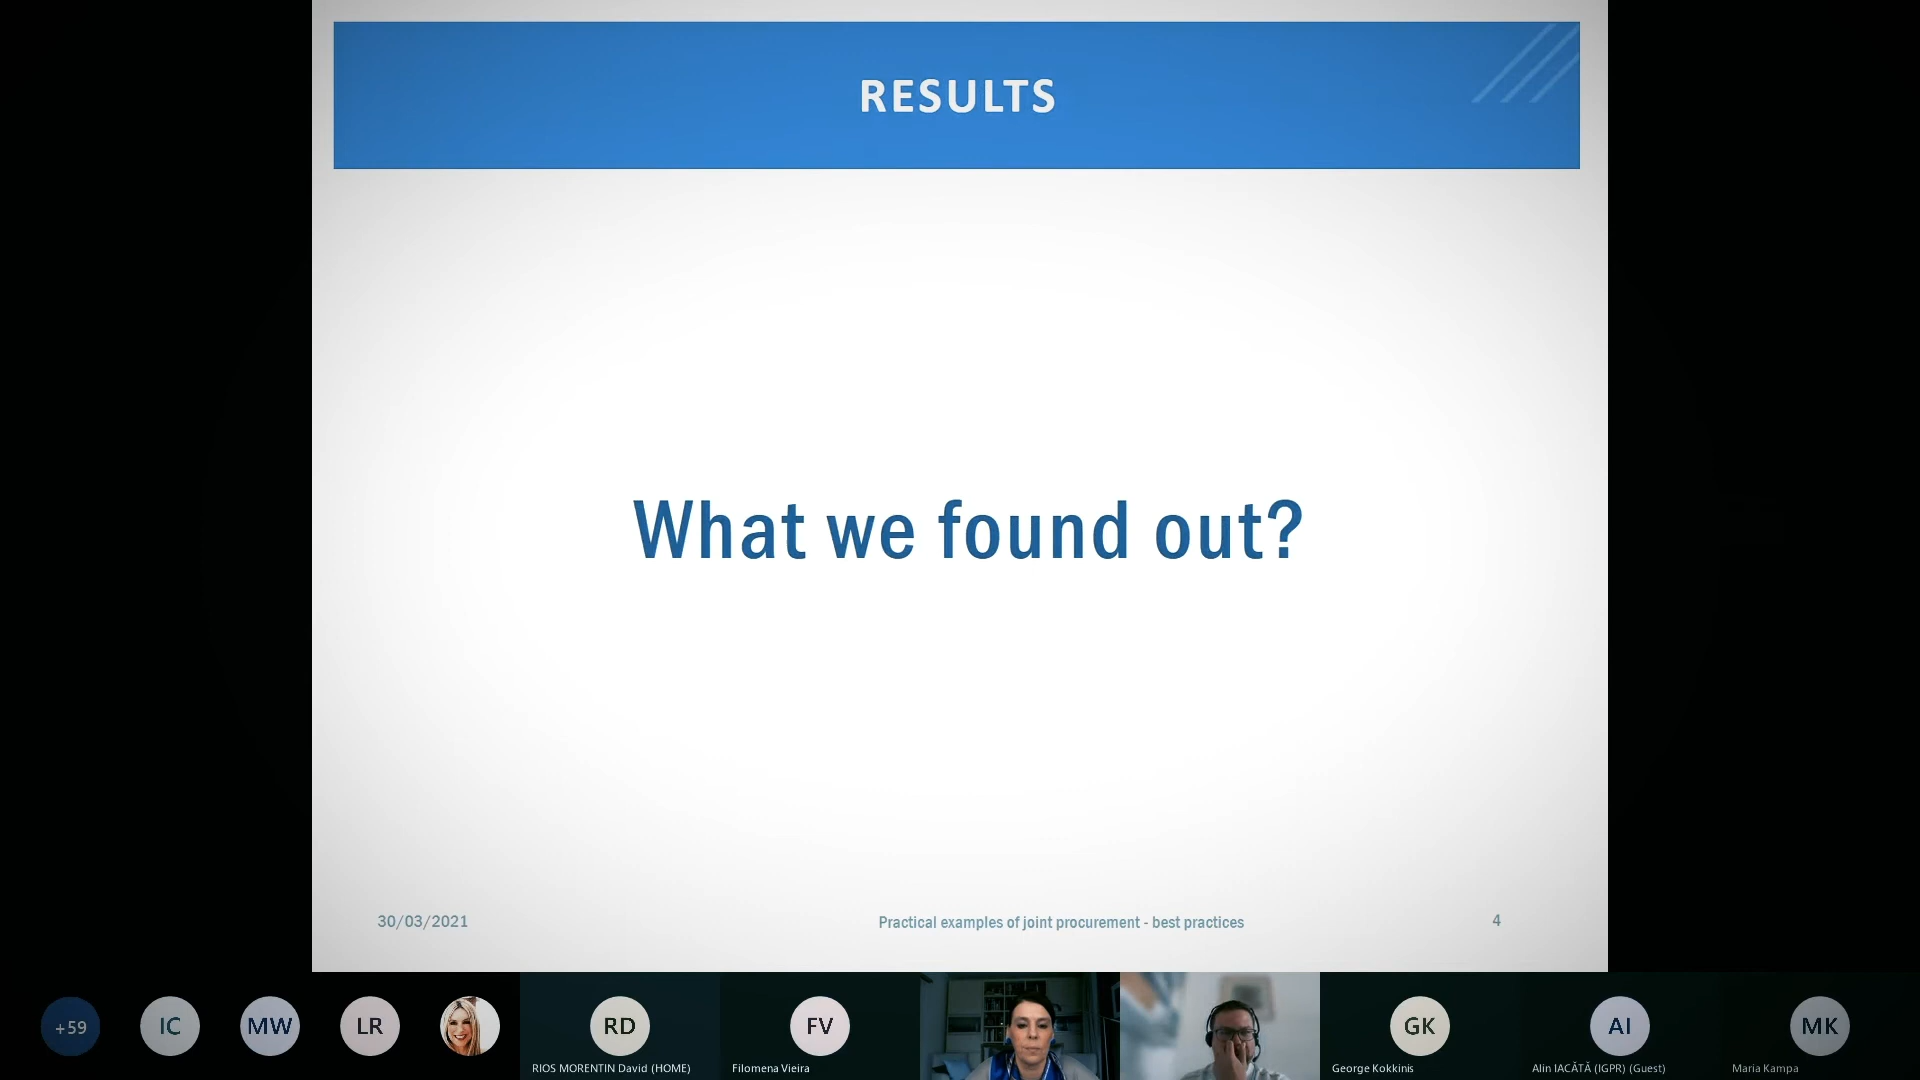 RESULTS
What we found out?
30/03/2021
Practical examples of joint procurement - best practices
4
+59
IC
MW
LR
RD
RIOS MORENTIN David (HOME)
FV
Filomena Vieira
GK
George Kokkinis
AI
Alin IACĂTĂ (IGPR) (Guest)
MK
Maria Kampa